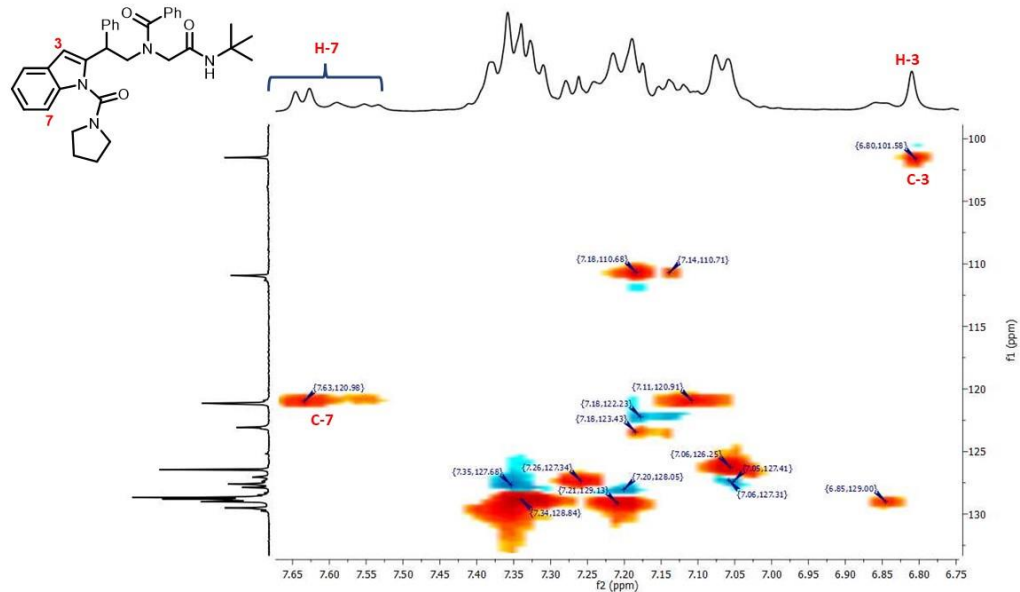 Ph
O
Ph
O
3
N
N
H
N
O
7
N
H-7
H-3
{6.80,101.58}
C-3
{7.18,110.68}
{7.14,110.71}
{7.63,120.98}
C-7
{7.11,120.91}
{7.18,122.23}
{7.18,123.43}
{7.06,126.25}
{7.35,127.68}
{7.26,127.34}
{7.20,128.05}
{7.05,127.41}
{7.21,129.13}
{7.06,127.31}
{6.85,129.00}
{7.34,128.84}
100
105
110
115
120
125
130
f1 (ppm)
7.65 7.60 7.55 7.50 7.45 7.40 7.35 7.30 7.25 7.20 7.15 7.10 7.05 7.00 6.95 6.90 6.85 6.80 6.75
f2 (ppm)